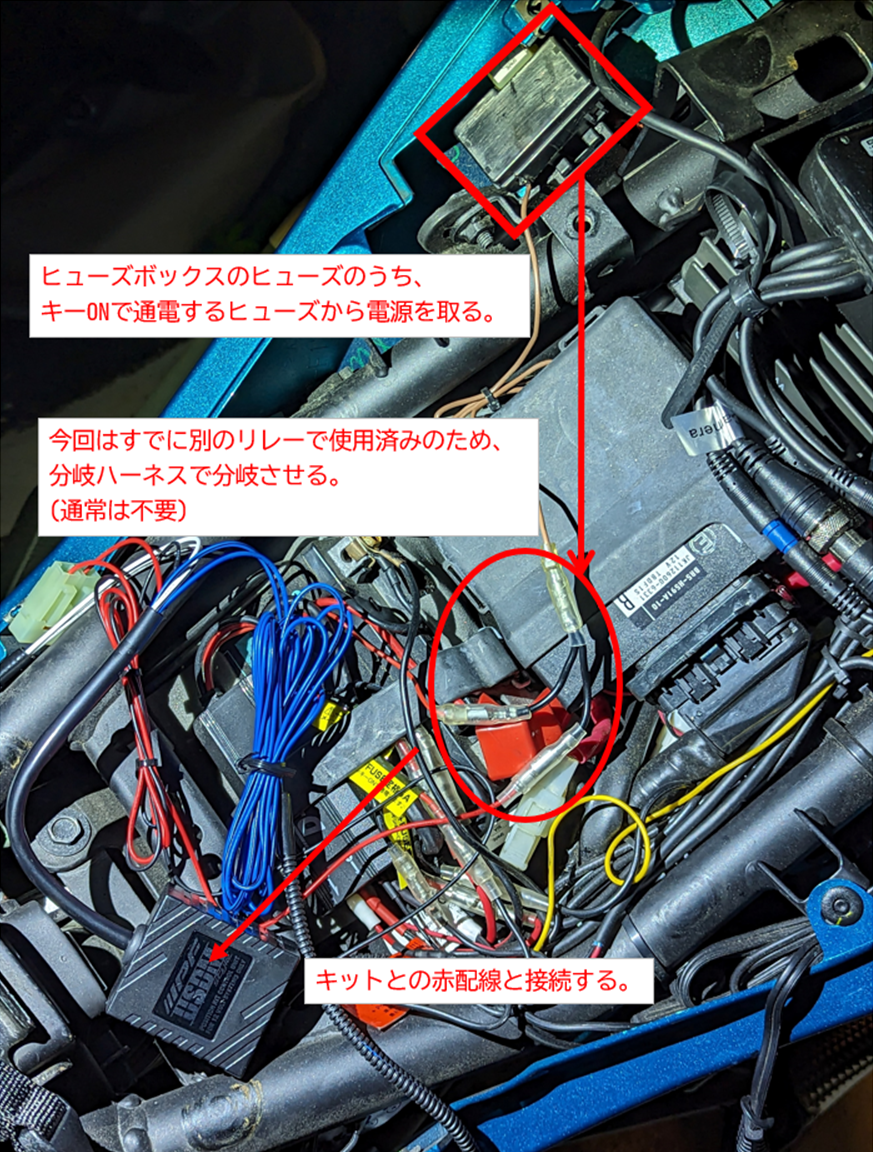 ヒューズボックスのヒューズのうち、
キーONで通電するヒューズから電源を取る。
今回はすでに別のリレーで使用済みのため、
分岐ハーネスで分岐させる。
(通常は不要)
camera
12V
B
FUSE
キットとの赤配線と接続する。